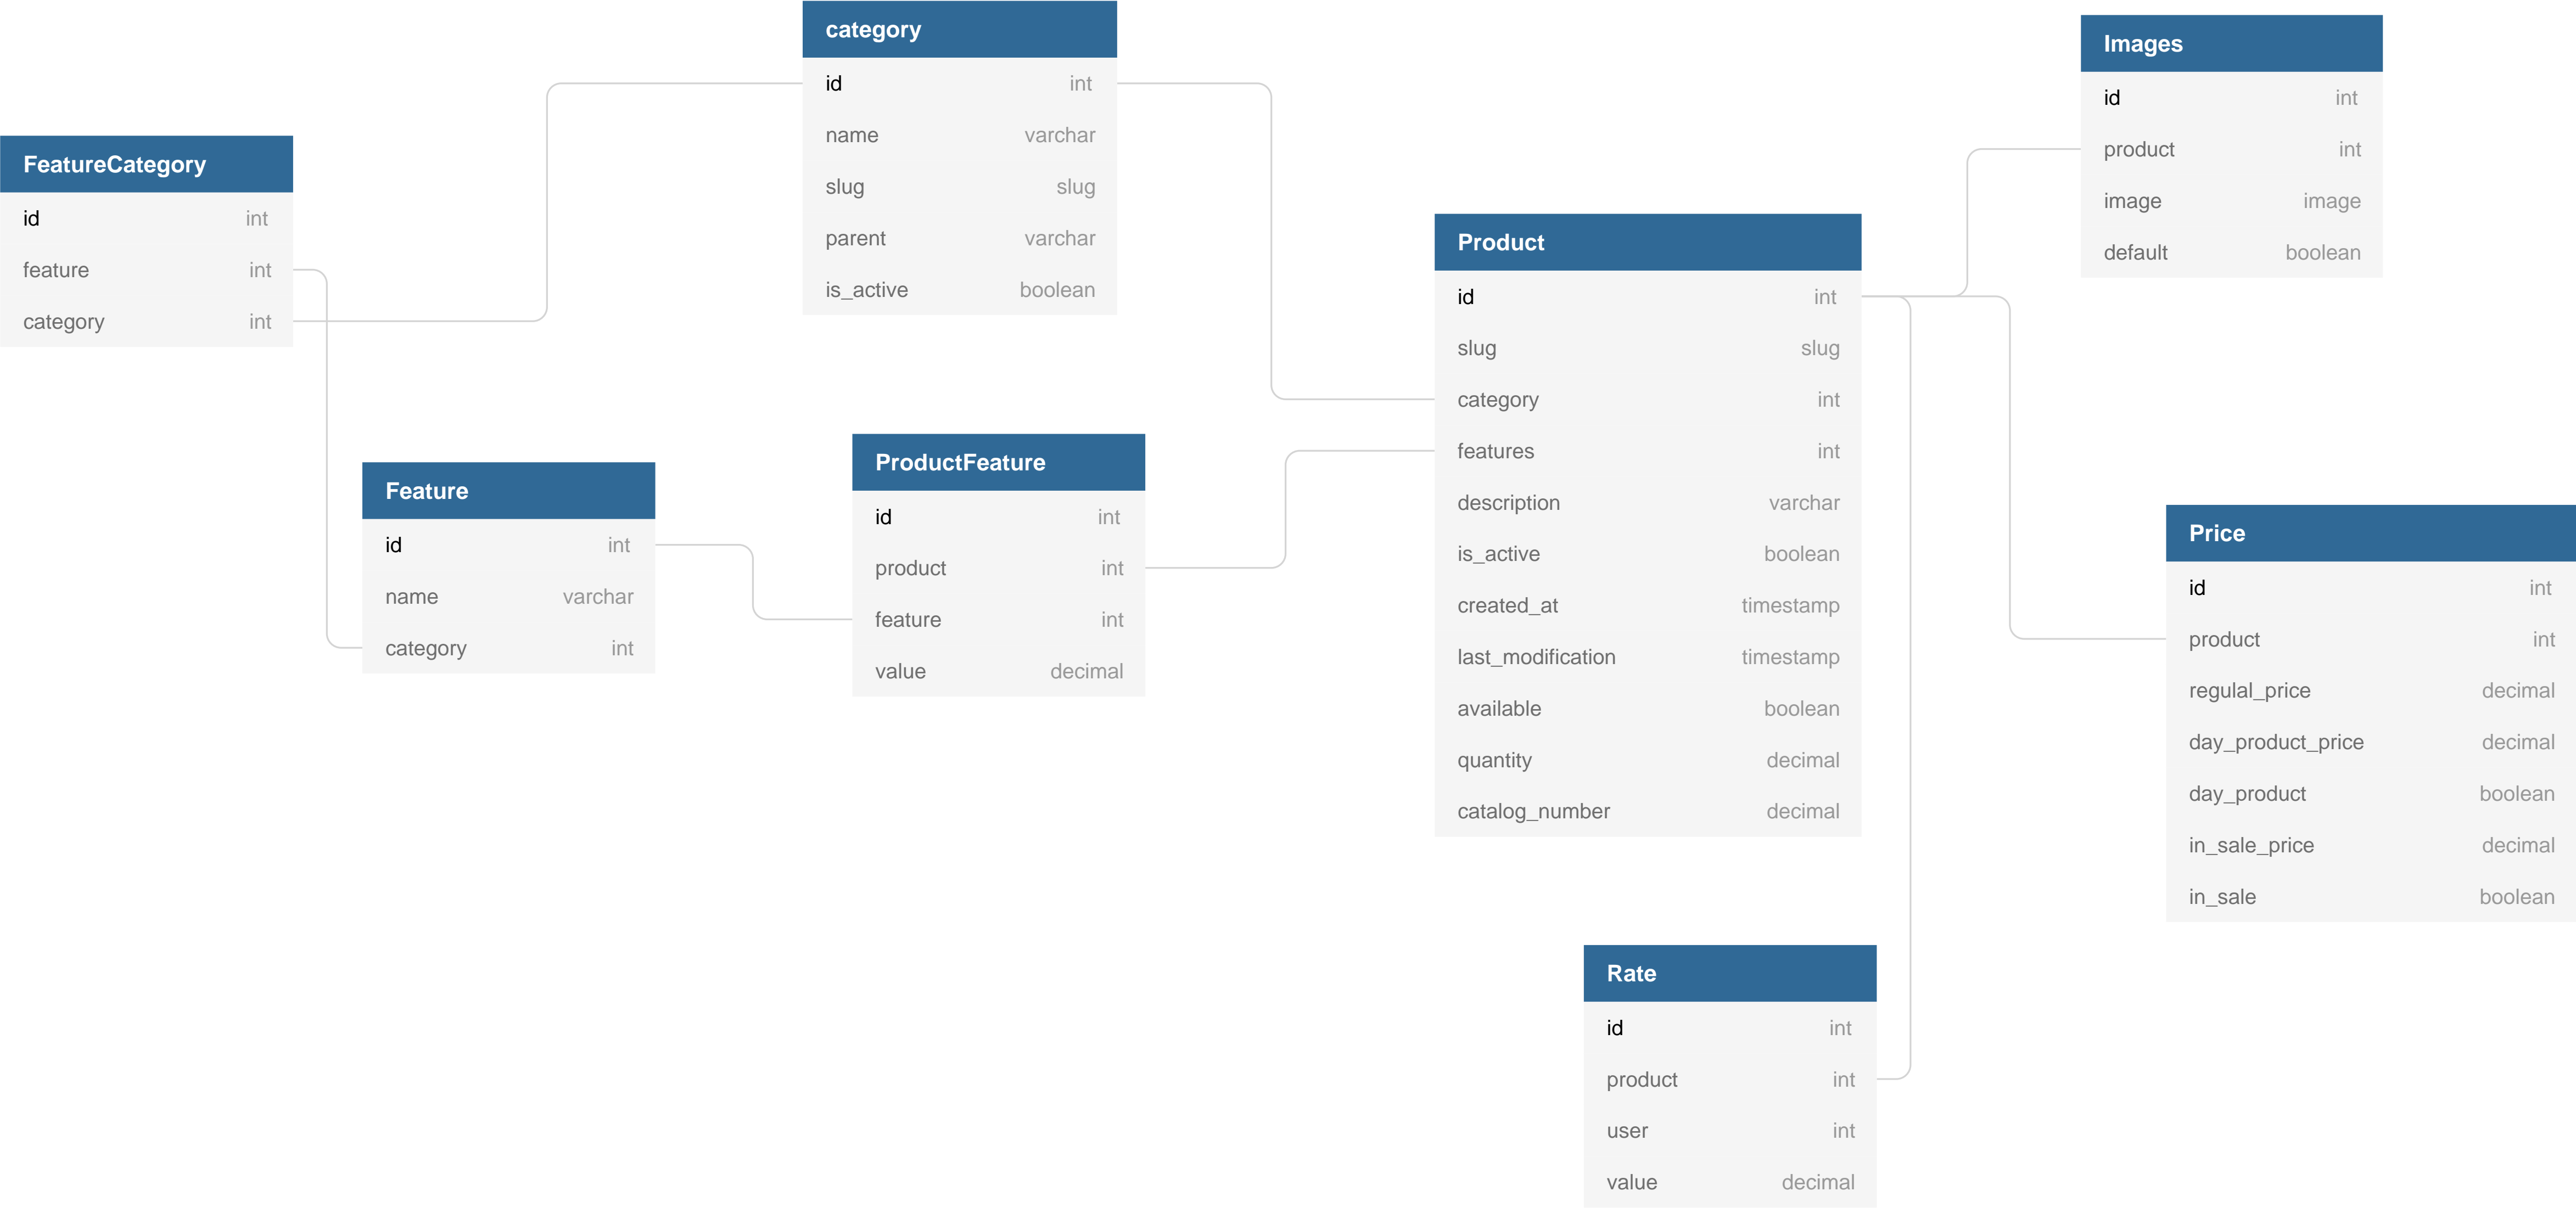 category
id int
name varchar
slug slug
parent varchar
is_active boolean
Images
id int
product int
image image
default boolean
FeatureCategory
id int
feature int
category int
Product
id int
slug slug
category int
features int
description varchar
is_active boolean
created_at timestamp
last_modification timestamp
available boolean
quantity decimal
catalog_number decimal
Feature
id int
name varchar
category int
ProductFeature
id int
product int
feature int
value decimal
Price
id int
product int
regulal_price decimal
day_product_price decimal
day_product boolean
in_sale_price decimal
in_sale boolean
Rate
id int
product int
user int
value decimal